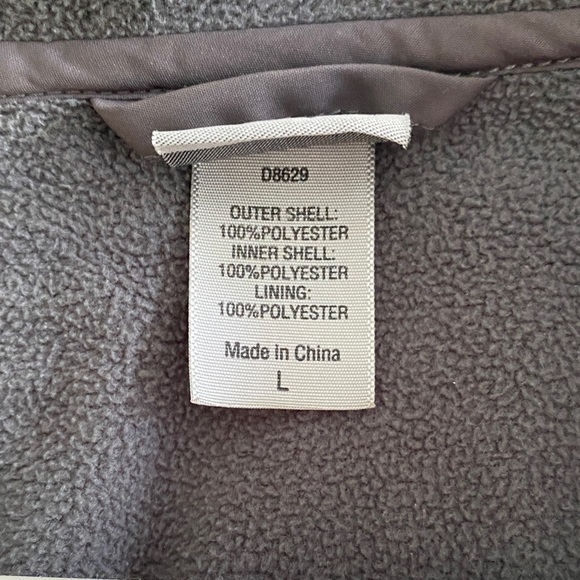 D8629
OUTER SHELL:
100%POLYESTER
INNER SHELL:
100%POLYESTER
LINING:
100%POLYESTER
Made in China
L